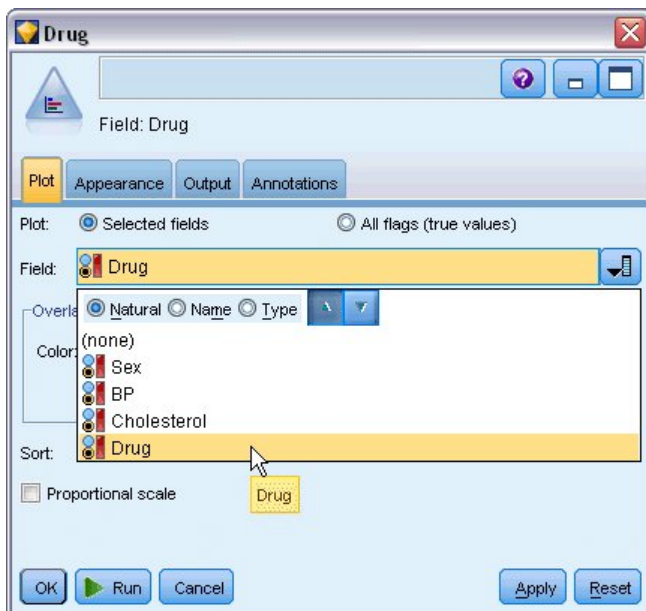 Drug
Field: Drug
Plot Appearance Output Annotations
Plot: Selected fields All flags (true values)
Field: Drug
Natural Name Type
(none)
Color:
Sex
BP
Cholesterol
Sort: Drug
Drug
Proportional scale
OK Run Cancel Apply Reset